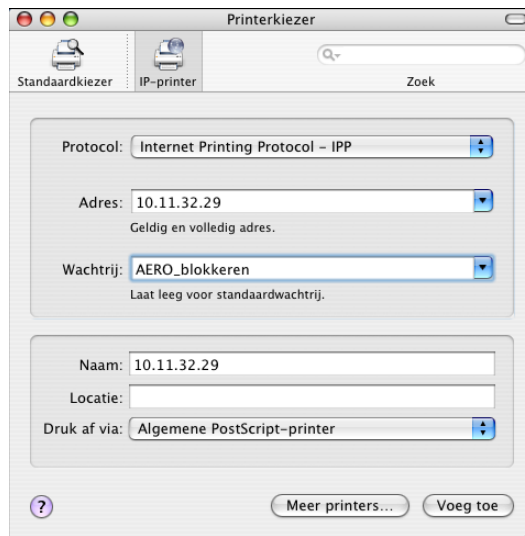 Printerkiezer
Standaardkiezer IP-printer Zoek
Protocol: Internet Printing Protocol – IPP
Adres: 10.11.32.29
Geldig en volledig adres.
Wachtrij: AERO_blokkeren
Laat leeg voor standaardwachtrij.
Naam: 10.11.32.29
Locatie:
Druk af via: Algemene PostScript-printer
? Meer printers... Voeg toe